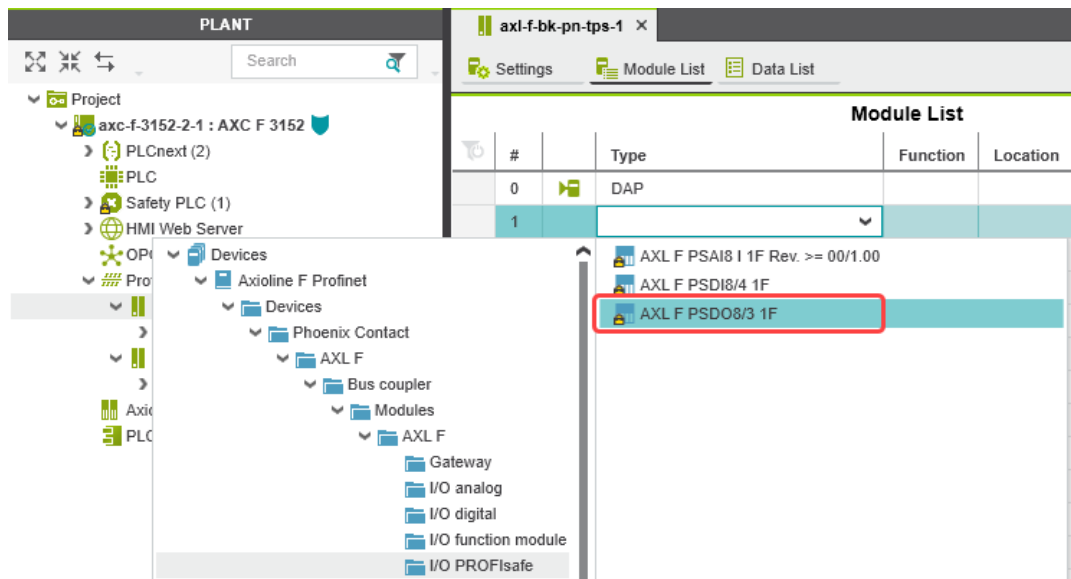 PLANT
Search
Project
axc-f-3152-2-1 : AXC F 3152
PLCnext (2)
PLC
Safety PLC (1)
HMI Web Server
axl-f-bk-pn-tps-1
Settings
Module List
Data List
Module List
# Type Function Location
0 DAP
1
Devices
Axioline F Profinet
Devices
Phoenix Contact
AXL F
Bus coupler
Modules
AXL F
Gateway
I/O analog
I/O digital
I/O function module
I/O PROFIsafe
AXL F PSAI8 I 1F Rev. >= 00/1.00
AXL F PSDI8/4 1F
AXL F PSDO8/3 1F